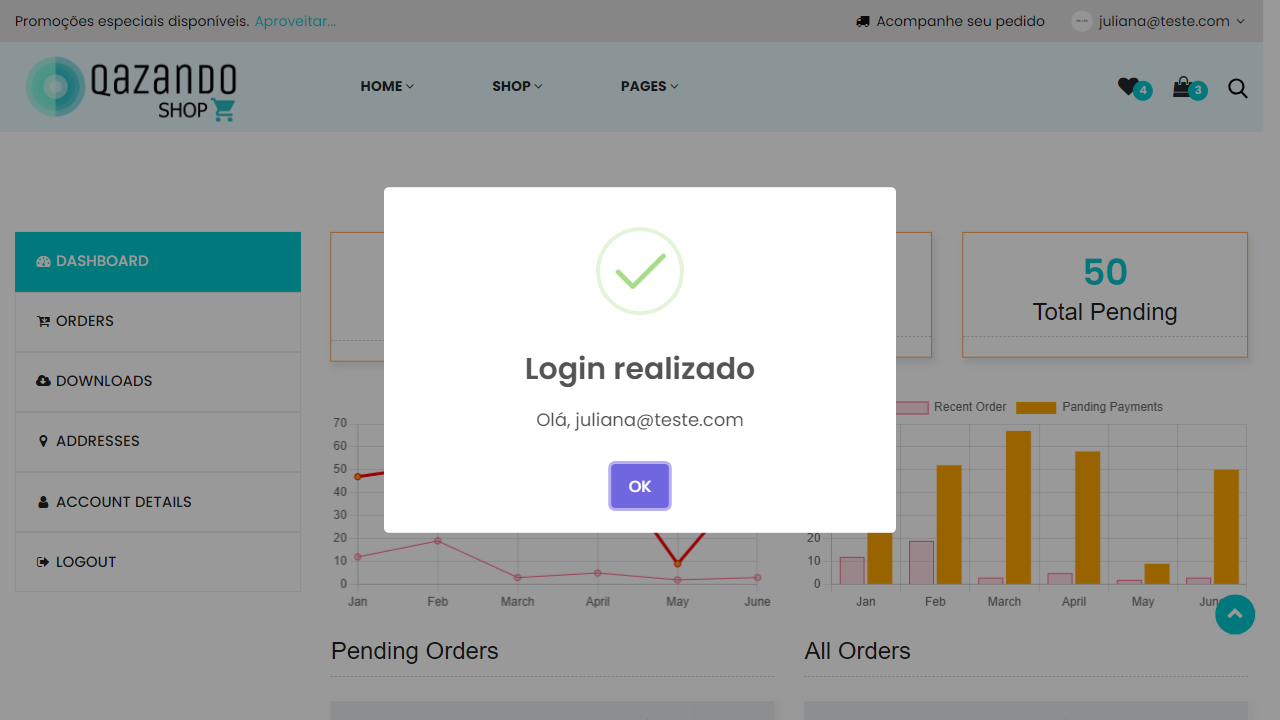 Promoções especiais disponíveis. Aproveitar...
Acompanhe seu pedido
juliana@teste.com
QAZANDO
SHOP
HOME
SHOP
PAGES
4
3
DASHBOARD
ORDERS
DOWNLOADS
ADDRESSES
ACCOUNT DETAILS
LOGOUT
50
Total Pending
Login realizado
Olá, juliana@teste.com
OK
70
60
50
40
30
20
10
0
Jan Feb March April May June
Recent Order Panding Payments
20
10
0
Jan Feb March April May June
Pending Orders
All Orders